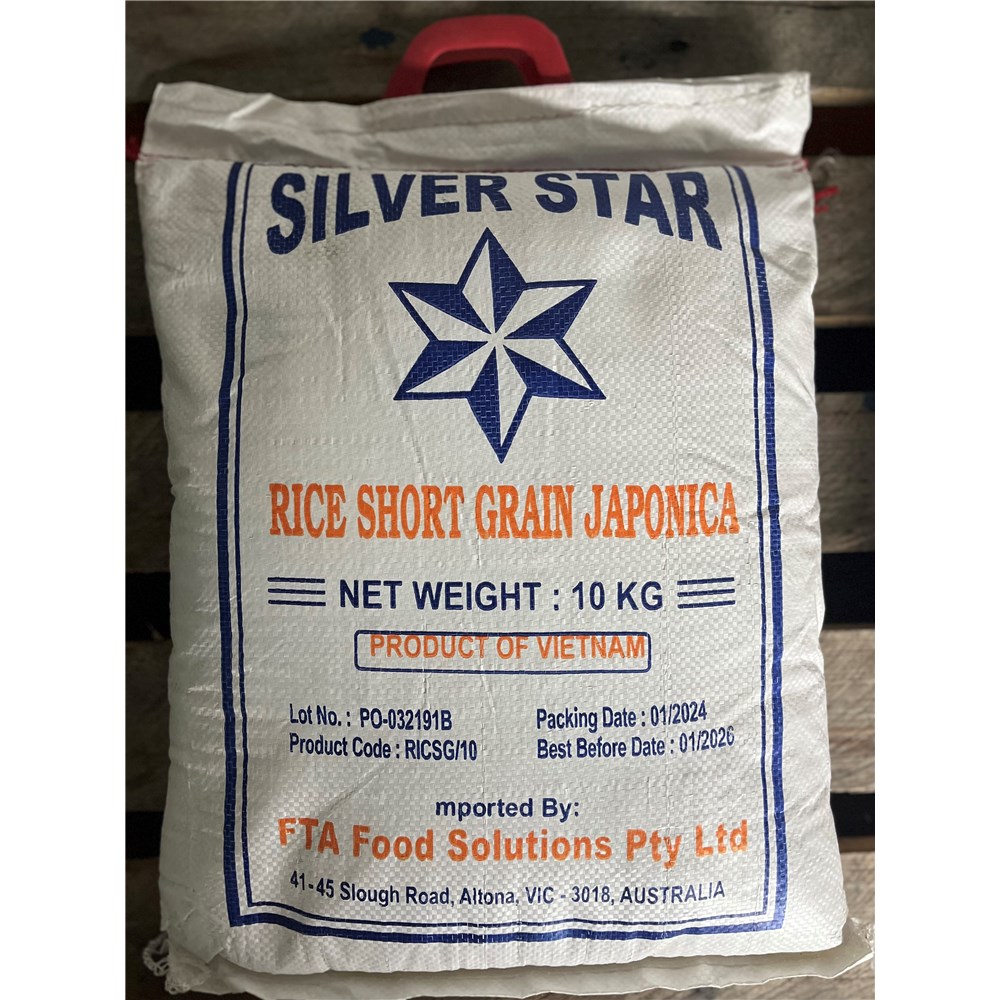 SILVER STAR
RICE SHORT GRAIN JAPONICA
NET WEIGHT : 10 KG
PRODUCT OF VIETNAM
Lot No. : PO-032191B
Product Code : RICSG/10
Packing Date : 01/2024
Best Before Date : 01/2026
mported By:
FTA Food Solutions Pty Ltd
41-45 Slough Road, Altona, VIC - 3018, AUSTRALIA